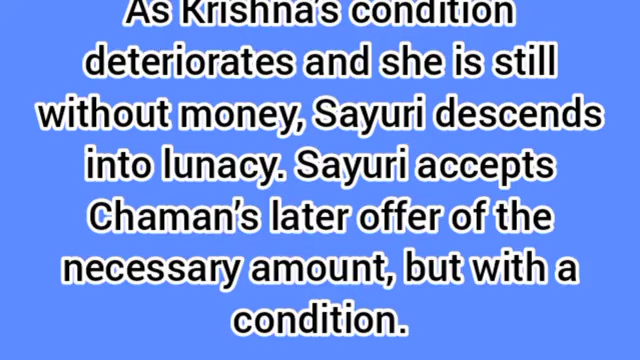 As Krishna's condition
deteriorates and she is still
without money, Sayuri descends
into lunacy. Sayuri accepts
Chaman's later offer of the
necessary amount, but with a
condition.